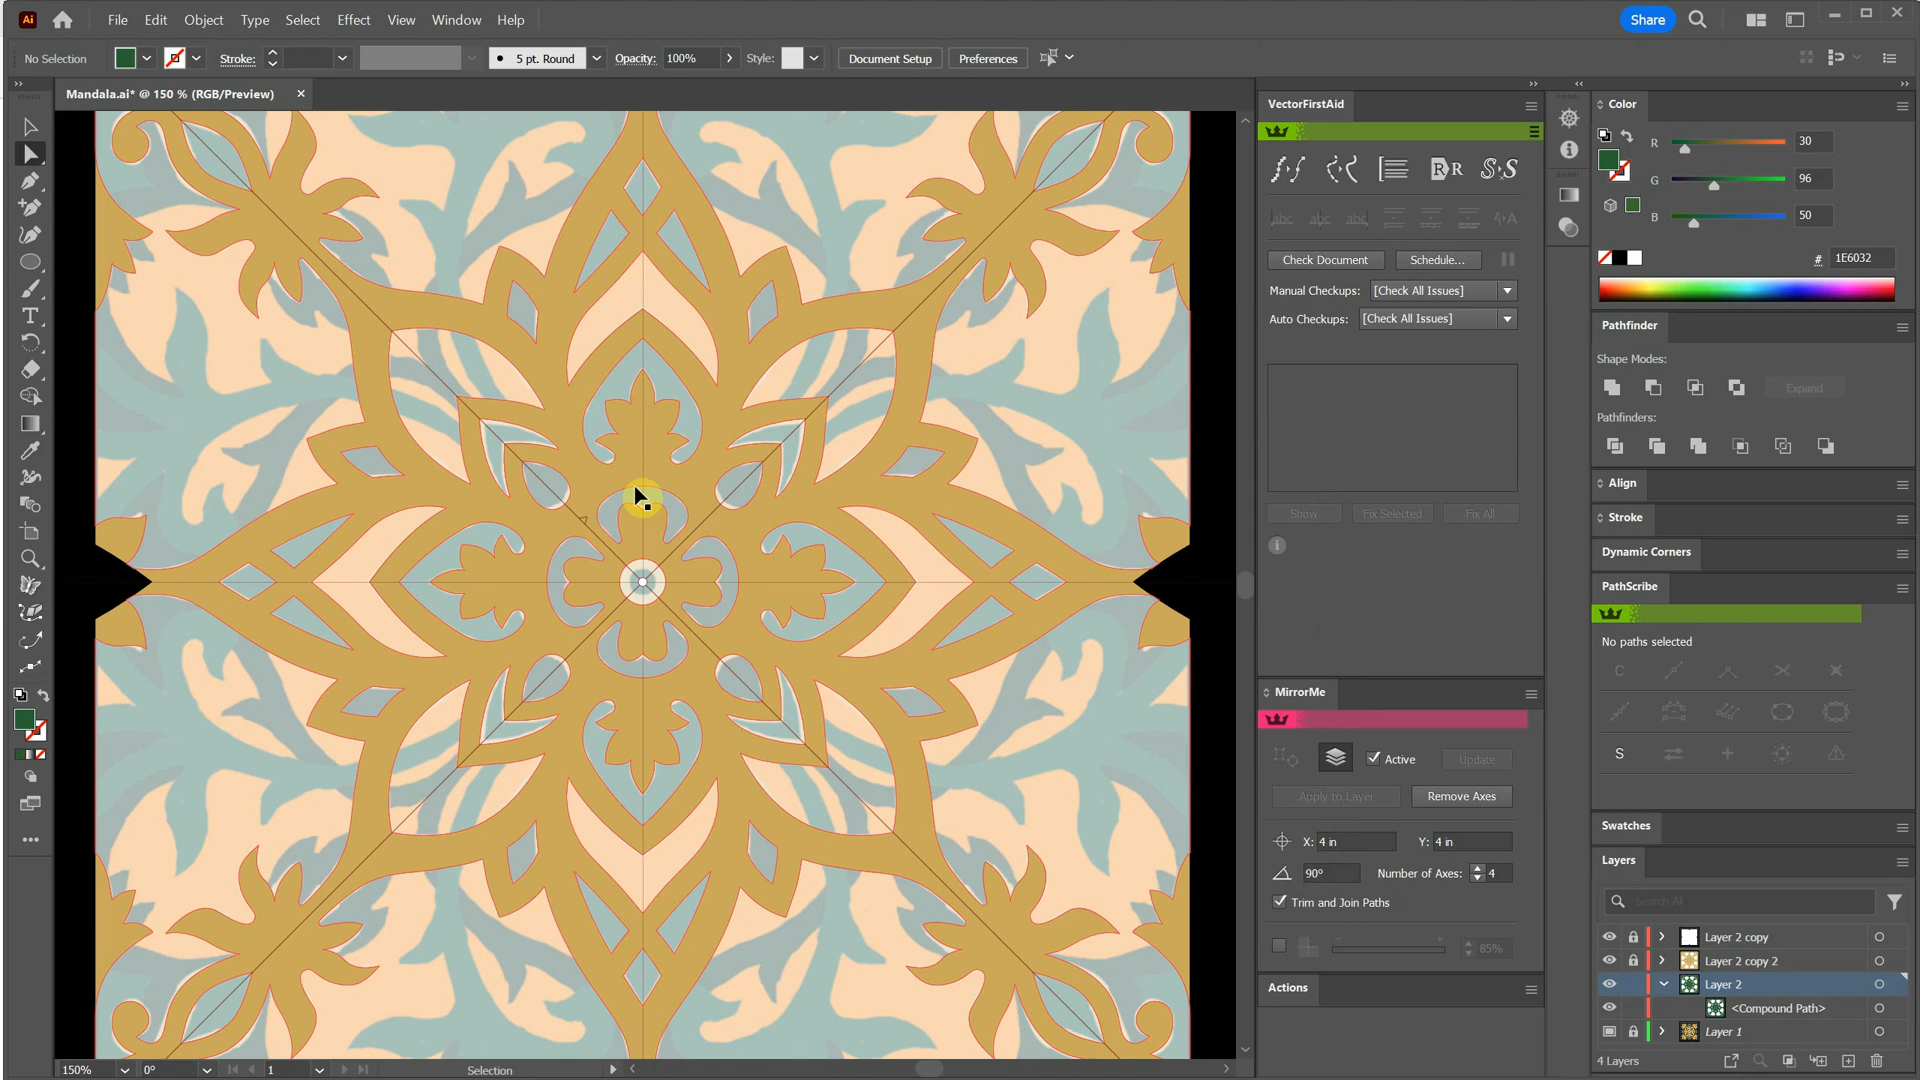 Ai File Edit Object Type Select Effect View Window Help Share
No Selection Stroke: 5 pt. Round Opacity: 100% Style: Document Setup Preferences
Mandala.ai* @ 150 % (RGB/Preview)
VectorFirstAid
Check Document Schedule...
Manual Checkups: [Check All Issues]
Auto Checkups: [Check All Issues]
Show Fix Selected Fix All
MirrorMe
Active Update
Apply to Layer Remove Axes
X: 4 in Y: 4 in
90° Number of Axes: 4
Trim and Join Paths
85%
Actions
Color
R 30
G 96
B 50
# 1E6032
Pathfinder
Shape Modes:
Expand
Pathfinders:
Align
Stroke
Dynamic Corners
PathScribe
No paths selected
Swatches
Layers
Search All
Layer 2 copy
Layer 2 copy 2
Layer 2
<Compound Path>
Layer 1
4 Layers
150% 0° 1 Selection